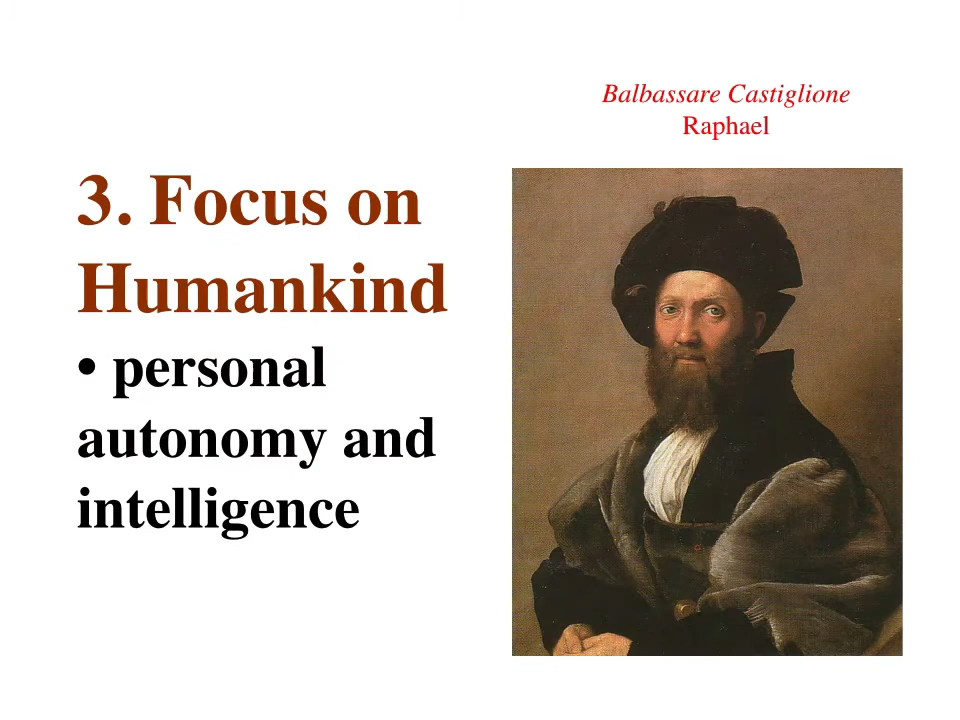 Balbassare Castiglione
Raphael
3. Focus on
Humankind
• personal
autonomy and
intelligence